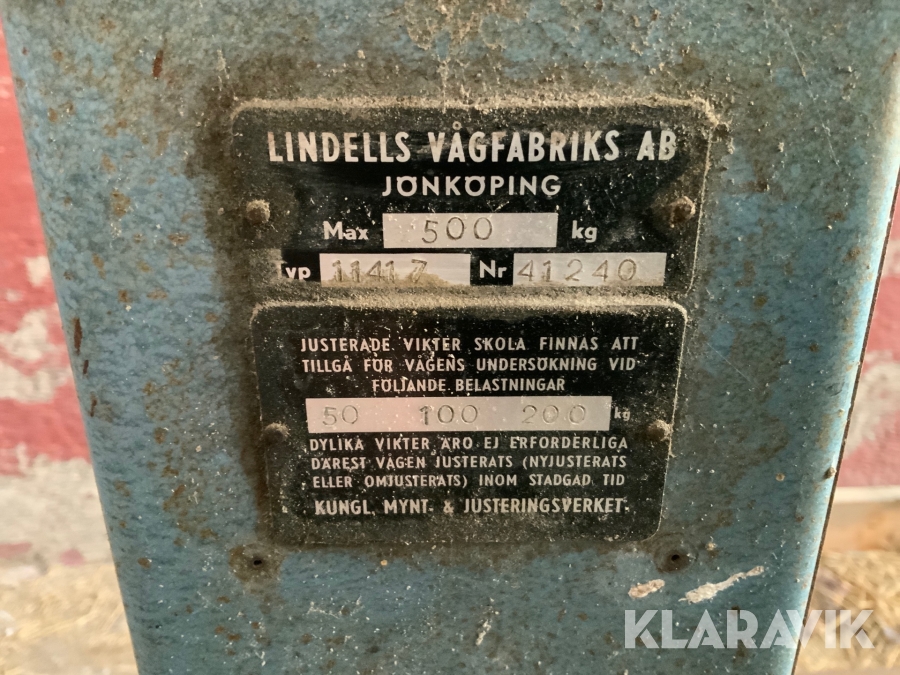 LINDELLS VÅGFABRIKS AB
JÖNKÖPING
Max 500 kg
Typ 11417 Nr 41240
JUSTERADE VIKTER SKOLA FINNAS ATT
TILLGÅ FÖR VÅGENS UNDERSÖKNING VID
FÖLJANDE BELASTNINGAR
50 100 200 kg
DYLIKA VIKTER ÄRO EJ ERFORDERLIGA
DÄREST VÅGEN JUSTERATS (NYJUSTERATS
ELLER OMJUSTERATS) INOM STADGAD TID
KUNGL. MYNT- & JUSTERINGSVERKET.
KLARAVIK